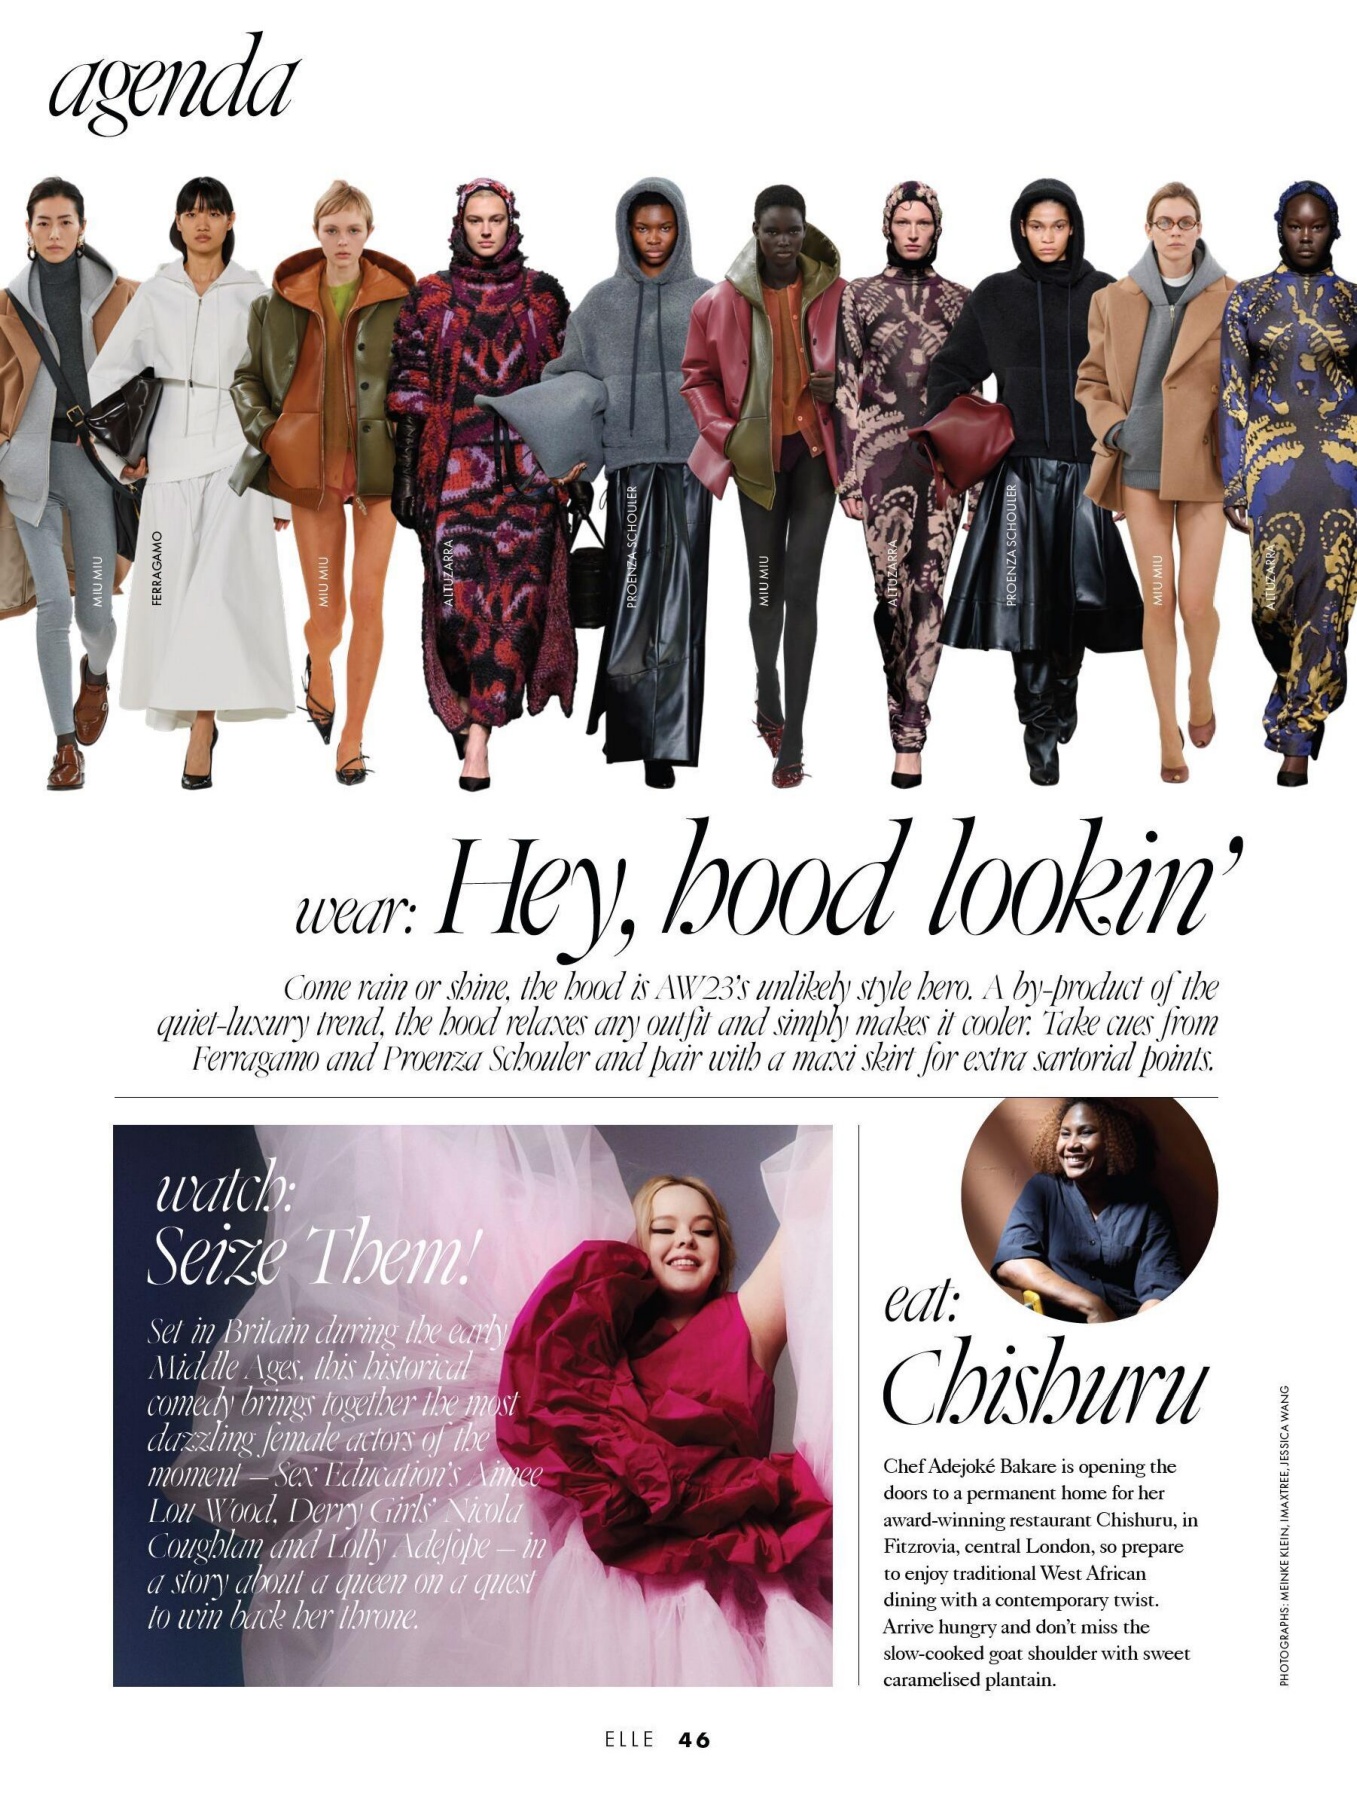 agenda
MIU MIU
FERRAGAMO
MIU MIU
ALTUZARRA
PROENZA SCHOULER
MIU MIU
ALTUZARRA
PROENZA SCHOULER
MIU MIU
ALTUZARRA
wear: Hey, hood lookin’
Come rain or shine, the hood is AW23’s unlikely style hero. A by-product of the
quiet-luxury trend, the hood relaxes any outfit and simply makes it cooler. Take cues from
Ferragamo and Proenza Schouler and pair with a maxi skirt for extra sartorial points.
watch:
Seize Them!
Set in Britain during the early
Middle Ages, this historical
comedy brings together the most
dazzling female actors of the
moment – Sex Education’s Aimee
Lou Wood, Derry Girls’ Nicola
Coughlan and Lolly Adefope – in
a story about a queen on a quest
to win back her throne.
eat:
Chishuru
Chef Adejoké Bakare is opening the
doors to a permanent home for her
award-winning restaurant Chishuru, in
Fitzrovia, central London, so prepare
to enjoy traditional West African
dining with a contemporary twist.
Arrive hungry and don’t miss the
slow-cooked goat shoulder with sweet
caramelised plantain.
PHOTOGRAPHS: MEINKE KLEIN, IMAXTREE, JESSICA WANG
ELLE 46